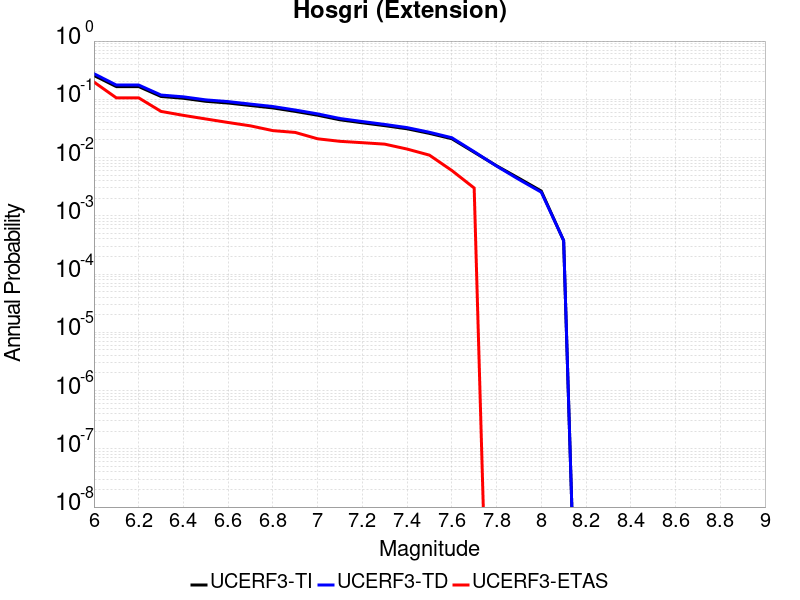 Hosgri (Extension)
10^0
10^-1
10^-2
10^-3
10^-4
10^-5
10^-6
10^-7
10^-8
Annual Probability
6 6.2 6.4 6.6 6.8 7 7.2 7.4 7.6 7.8 8 8.2 8.4 8.6 8.8 9
Magnitude
UCERF3-TI UCERF3-TD UCERF3-ETAS